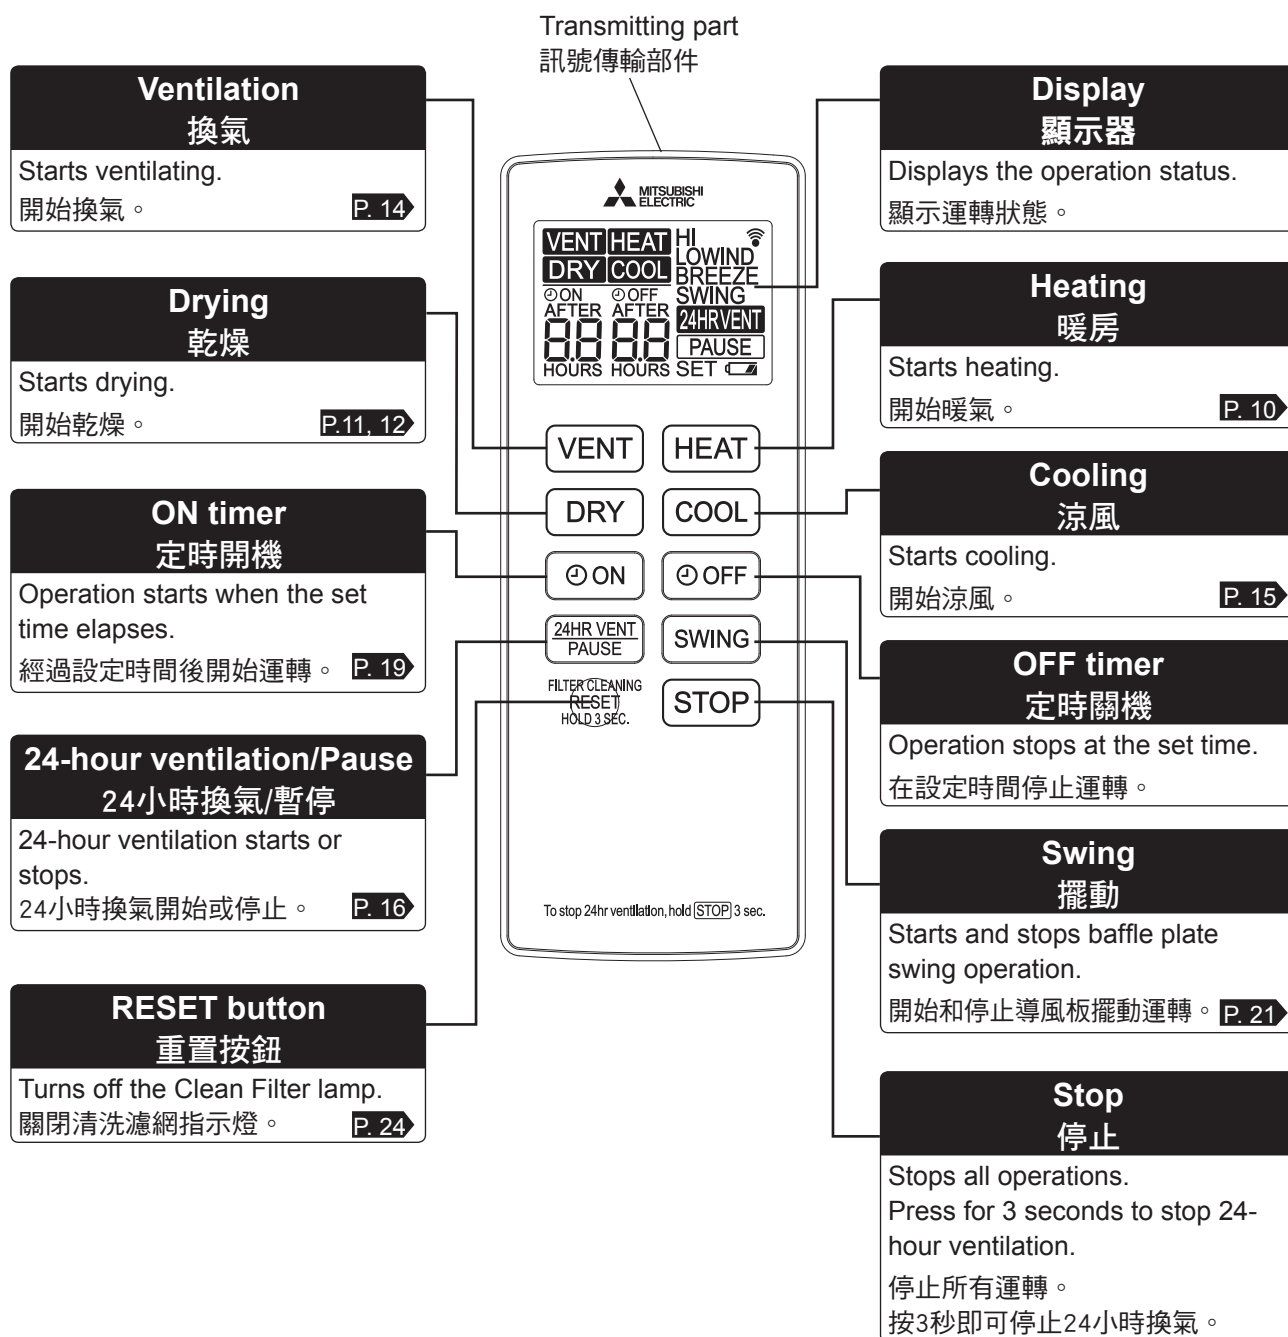 Transmitting part
訊號傳輸部件
Ventilation
換氣
Starts ventilating.
開始換氣。 P. 14
Drying
乾燥
Starts drying.
開始乾燥。 P.11, 12
ON timer
定時開機
Operation starts when the set
time elapses.
經過設定時間後開始運轉。 P. 19
24-hour ventilation/Pause
24小時換氣/暫停
24-hour ventilation starts or
stops.
24小時換氣開始或停止。 P. 16
RESET button
重置按鈕
Turns off the Clean Filter lamp.
關閉清洗濾網指示燈。 P. 24
MITSUBISHI
ELECTRIC
VENT HEAT HI
LOWIND
DRY COOL BREEZE
ON OFF SWING
AFTER AFTER 24HRVENT
8.8 8.8 PAUSE
HOURS HOURS SET
VENT HEAT
DRY COOL
ON OFF
24HR VENT
PAUSE
SWING
FILTER CLEANING
RESET
HOLD 3 SEC.
STOP
To stop 24hr ventilation, hold STOP 3 sec.
Display
顯示器
Displays the operation status.
顯示運轉狀態。
Heating
暖房
Starts heating.
開始暖氣。 P. 10
Cooling
涼風
Starts cooling.
開始涼風。 P. 15
OFF timer
定時關機
Operation stops at the set time.
在設定時間停止運轉。
Swing
擺動
Starts and stops baffle plate
swing operation.
開始和停止導風板擺動運轉。 P. 21
Stop
停止
Stops all operations.
Press for 3 seconds to stop 24-
hour ventilation.
停止所有運轉。
按3秒即可停止24小時換氣。